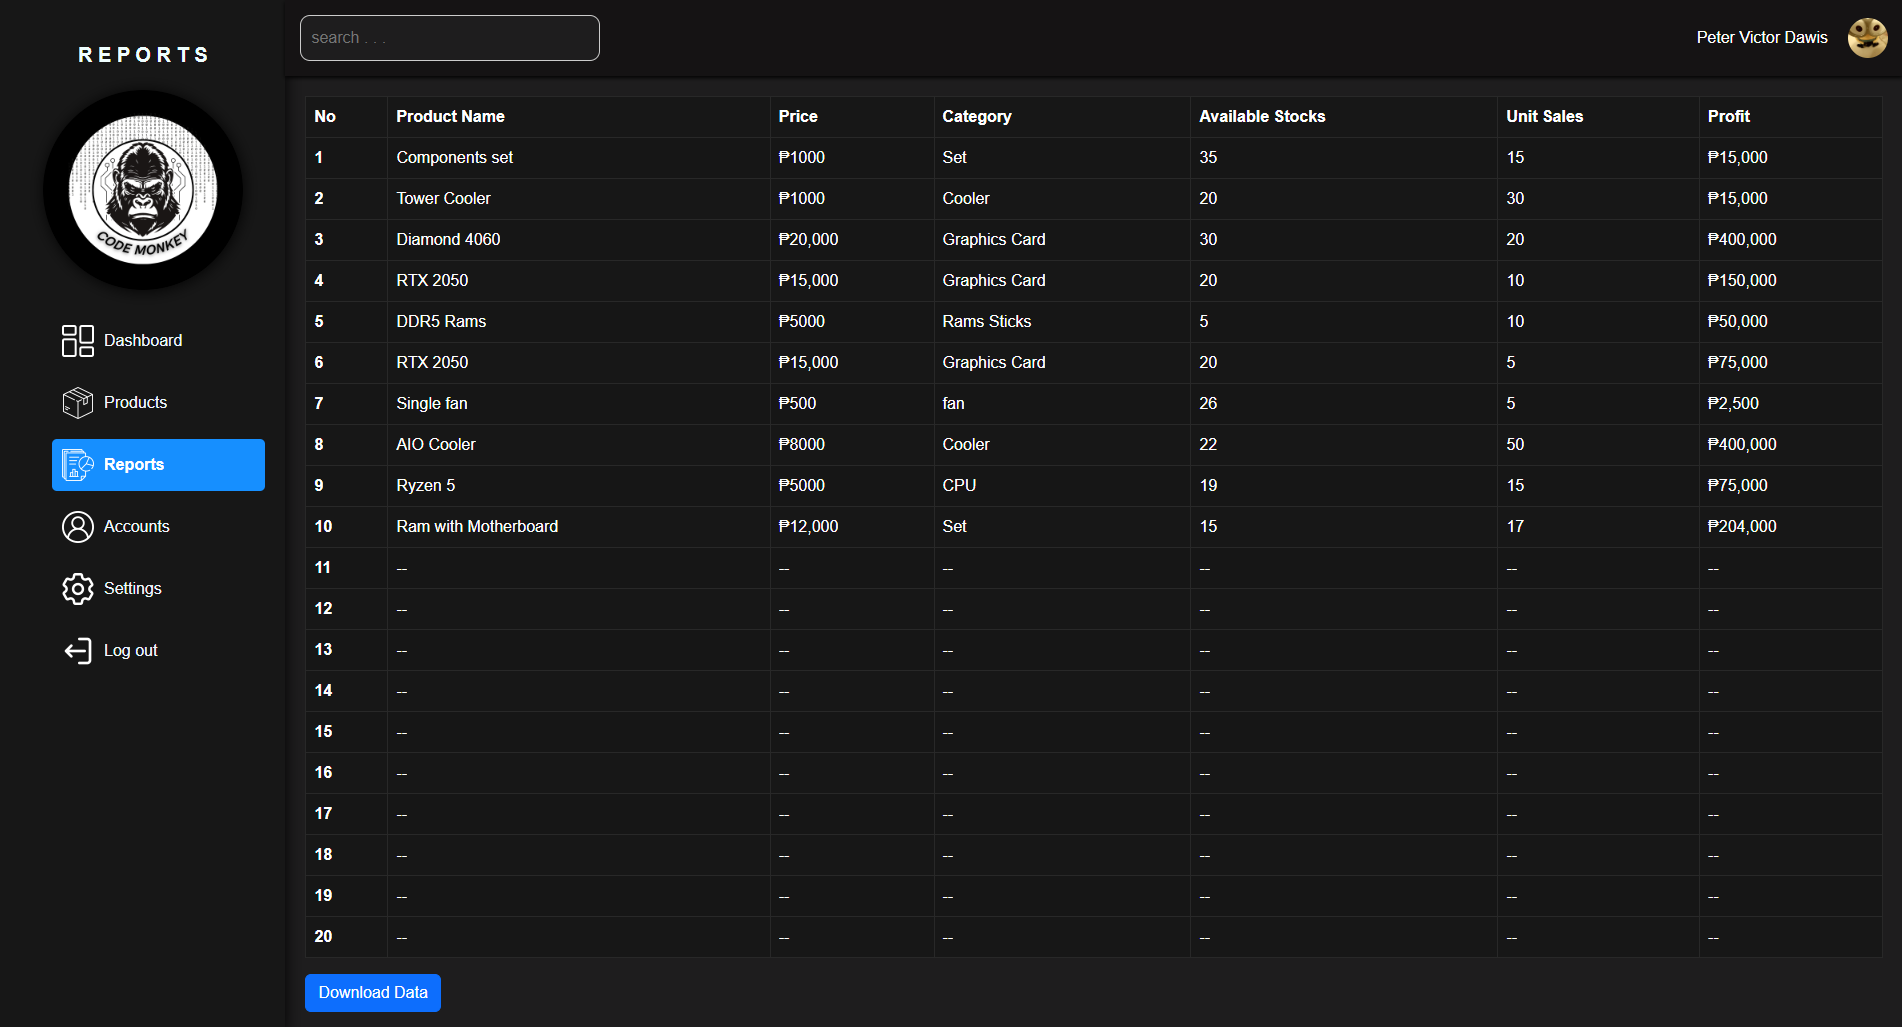 REPORTS
CODE MONKEY
Dashboard
Products
Reports
Accounts
Settings
Log out
search . . .
Peter Victor Dawis
No Product Name Price Category Available Stocks Unit Sales Profit
1 Components set ₱1000 Set 35 15 ₱15,000
2 Tower Cooler ₱1000 Cooler 20 30 ₱15,000
3 Diamond 4060 ₱20,000 Graphics Card 30 20 ₱400,000
4 RTX 2050 ₱15,000 Graphics Card 20 10 ₱150,000
5 DDR5 Rams ₱5000 Rams Sticks 5 10 ₱50,000
6 RTX 2050 ₱15,000 Graphics Card 20 5 ₱75,000
7 Single fan ₱500 fan 26 5 ₱2,500
8 AIO Cooler ₱8000 Cooler 22 50 ₱400,000
9 Ryzen 5 ₱5000 CPU 19 15 ₱75,000
10 Ram with Motherboard ₱12,000 Set 15 17 ₱204,000
11 -- -- -- -- -- --
12 -- -- -- -- -- --
13 -- -- -- -- -- --
14 -- -- -- -- -- --
15 -- -- -- -- -- --
16 -- -- -- -- -- --
17 -- -- -- -- -- --
18 -- -- -- -- -- --
19 -- -- -- -- -- --
20 -- -- -- -- -- --
Download Data